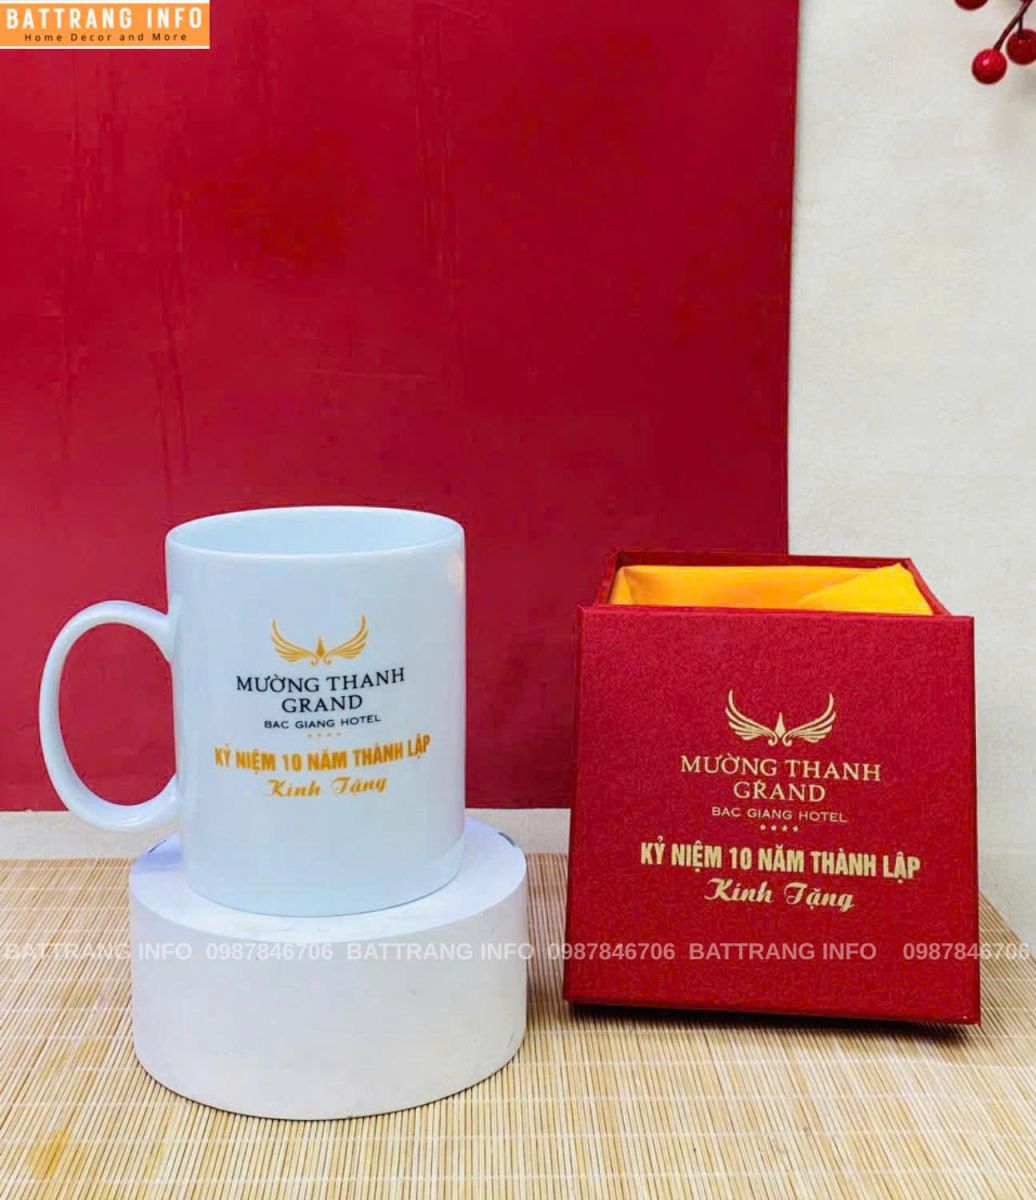 BATTRANG INFO
Home Decor and More
MƯỜNG THANH
GRAND
BAC GIANG HOTEL
KỶ NIỆM 10 NĂM THÀNH LẬP
Kính Tặng
MƯỜNG THANH
GRAND
BAC GIANG HOTEL
KỶ NIỆM 10 NĂM THÀNH LẬP
Kính Tặng
BATTRANG INFO 0987846706 BATTRANG INFO 0987846706 BATTRANG INFO 0987846706